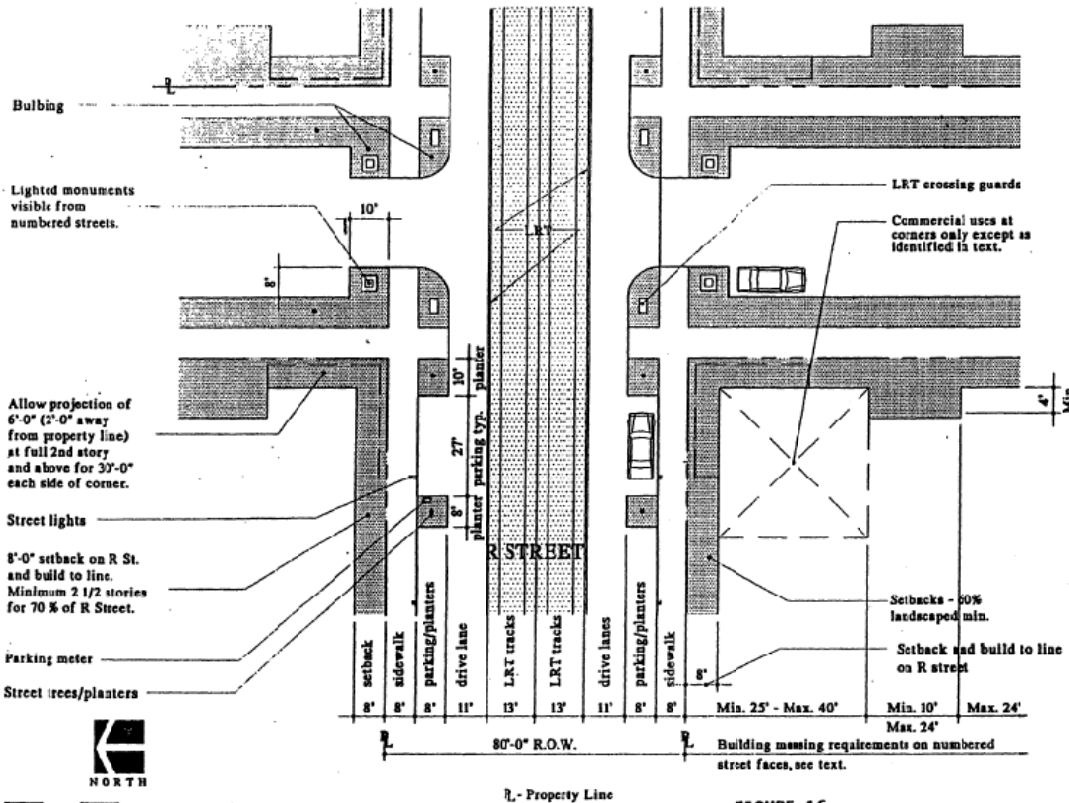 ℄
Bulbing
Lighted monuments
visible from
numbered streets.
10'
8'
LRT
LRT crossing guards
Commercial uses at
corners only except as
identified in text.
Allow projection of
6'-0" (2'-0" away
from property line)
at full 2nd story
and above for 30'-0"
each side of corner.
10'
planter
27'
parking typ.
8'
planter
4'
Min.
Street lights
R STREET
8'-0" setback on R St.
and build to line.
Minimum 2 1/2 stories
for 70 % of R Street.
Setbacks - 60%
landscaped min.
Parking meter
Setback and build to line
on R street
Street trees/planters
setback
sidewalk
parking/planters
drive lane
LRT tracks
LRT tracks
drive lanes
parking/planters
sidewalk
8'
8' 8' 8' 11' 13' 13' 11' 8' 8' Min. 25' - Max. 40' Min. 10' Max. 24'
Max. 24'
℄ 80'-0" R.O.W. ℄
Building massing requirements on numbered
street faces, see text.
NORTH
℄ - Property Line